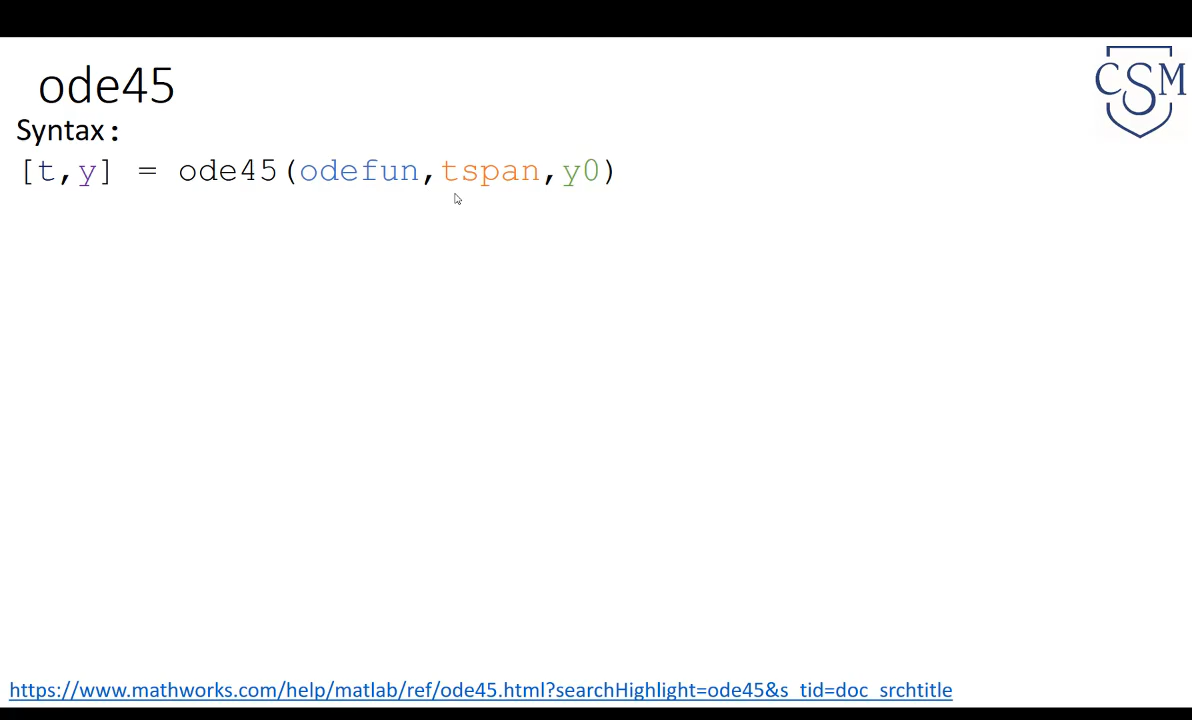 ode45
CSM
Syntax:
[t,y] = ode45(odefun,tspan,y0)
https://www.mathworks.com/help/matlab/ref/ode45.html?searchHighlight=ode45&s_tid=doc_srchtitle